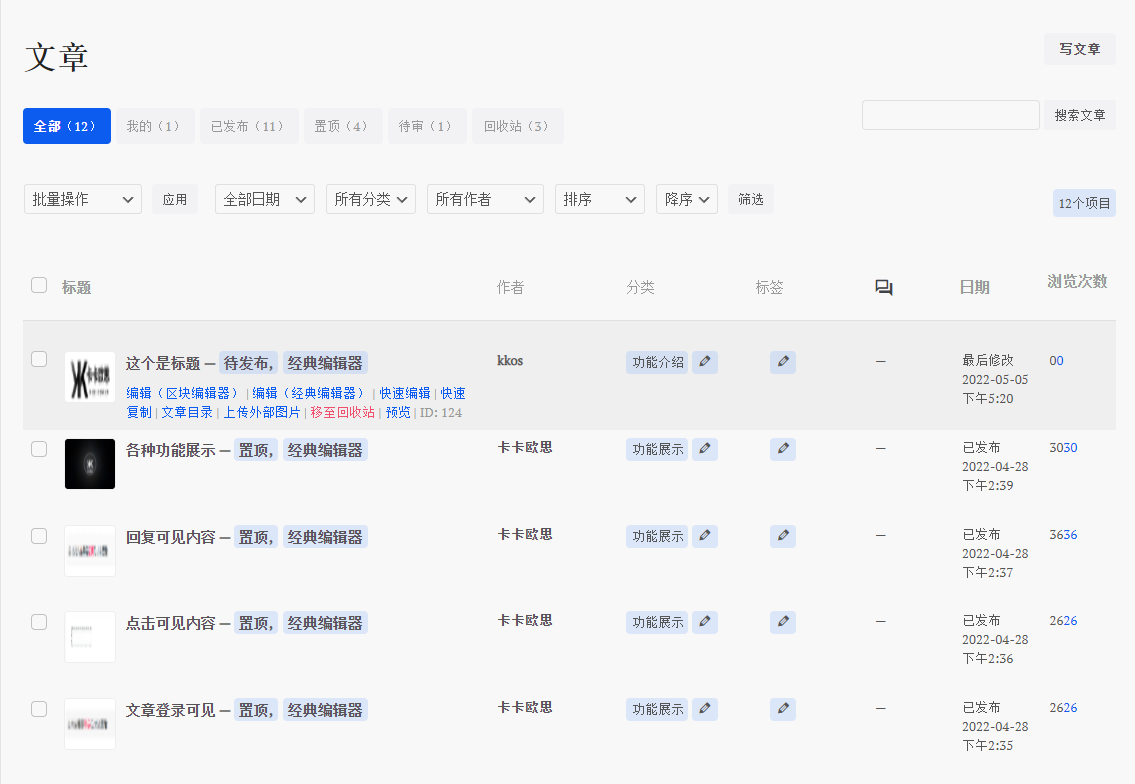 文章
写文章
全部（12） 我的（1） 已发布（11） 置顶（4） 待审（1） 回收站（3）
搜索文章
批量操作 应用 全部日期 所有分类 所有作者 排序 降序 筛选
12个项目
标题 作者 分类 标签 日期 浏览次数
卡卡欧思
这个是标题 — 待发布, 经典编辑器 kkos 功能介绍 — 最后修改 00
2022-05-05
下午5:20
编辑（区块编辑器） | 编辑（经典编辑器） | 快速编辑 | 快速
复制 | 文章目录 | 上传外部图片 | 移至回收站 | 预览 | ID: 124
各种功能展示 — 置顶, 经典编辑器 卡卡欧思 功能展示 — 已发布 3030
2022-04-28
下午2:39
回复可见内容 — 置顶, 经典编辑器 卡卡欧思 功能展示 — 已发布 3636
2022-04-28
下午2:37
点击可见内容 — 置顶, 经典编辑器 卡卡欧思 功能展示 — 已发布 2626
2022-04-28
下午2:36
文章登录可见 — 置顶, 经典编辑器 卡卡欧思 功能展示 — 已发布 2626
2022-04-28
下午2:35